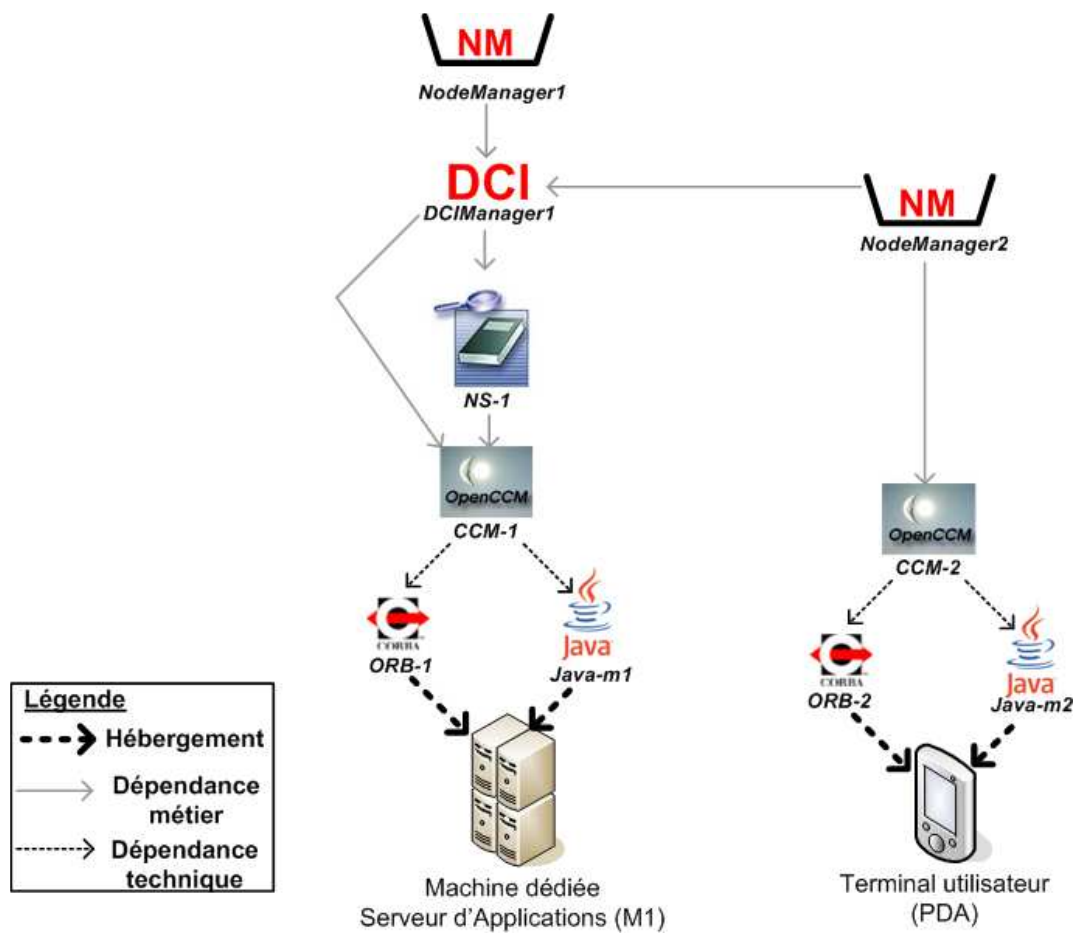 NM
NodeManager1
DCI
DCIManager1
NM
NodeManager2
NS-1
OpenCCM
CCM-1
OpenCCM
CCM-2
CORBA
ORB-1
Java
Java-m1
CORBA
ORB-2
Java
Java-m2
Légende
Hébergement
Dépendance
métier
Dépendance
technique
Machine dédiée
Serveur d'Applications (M1)
Terminal utilisateur
(PDA)